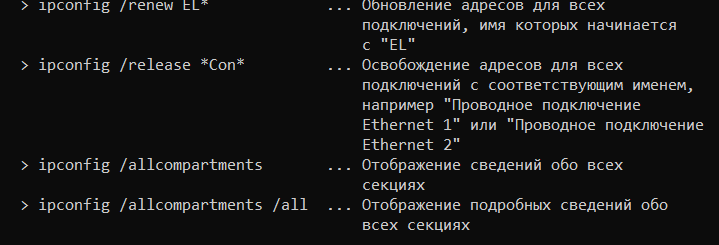 > ipconfig /renew EL* ... Обновление адресов для всех
подключений, имя которых начинается
с "EL"
> ipconfig /release *Con* ... Освобождение адресов для всех
подключений с соответствующим именем,
например "Проводное подключение
Ethernet 1" или "Проводное подключение
Ethernet 2"
> ipconfig /allcompartments ... Отображение сведений обо всех
секциях
> ipconfig /allcompartments /all ... Отображение подробных сведений обо
всех секциях